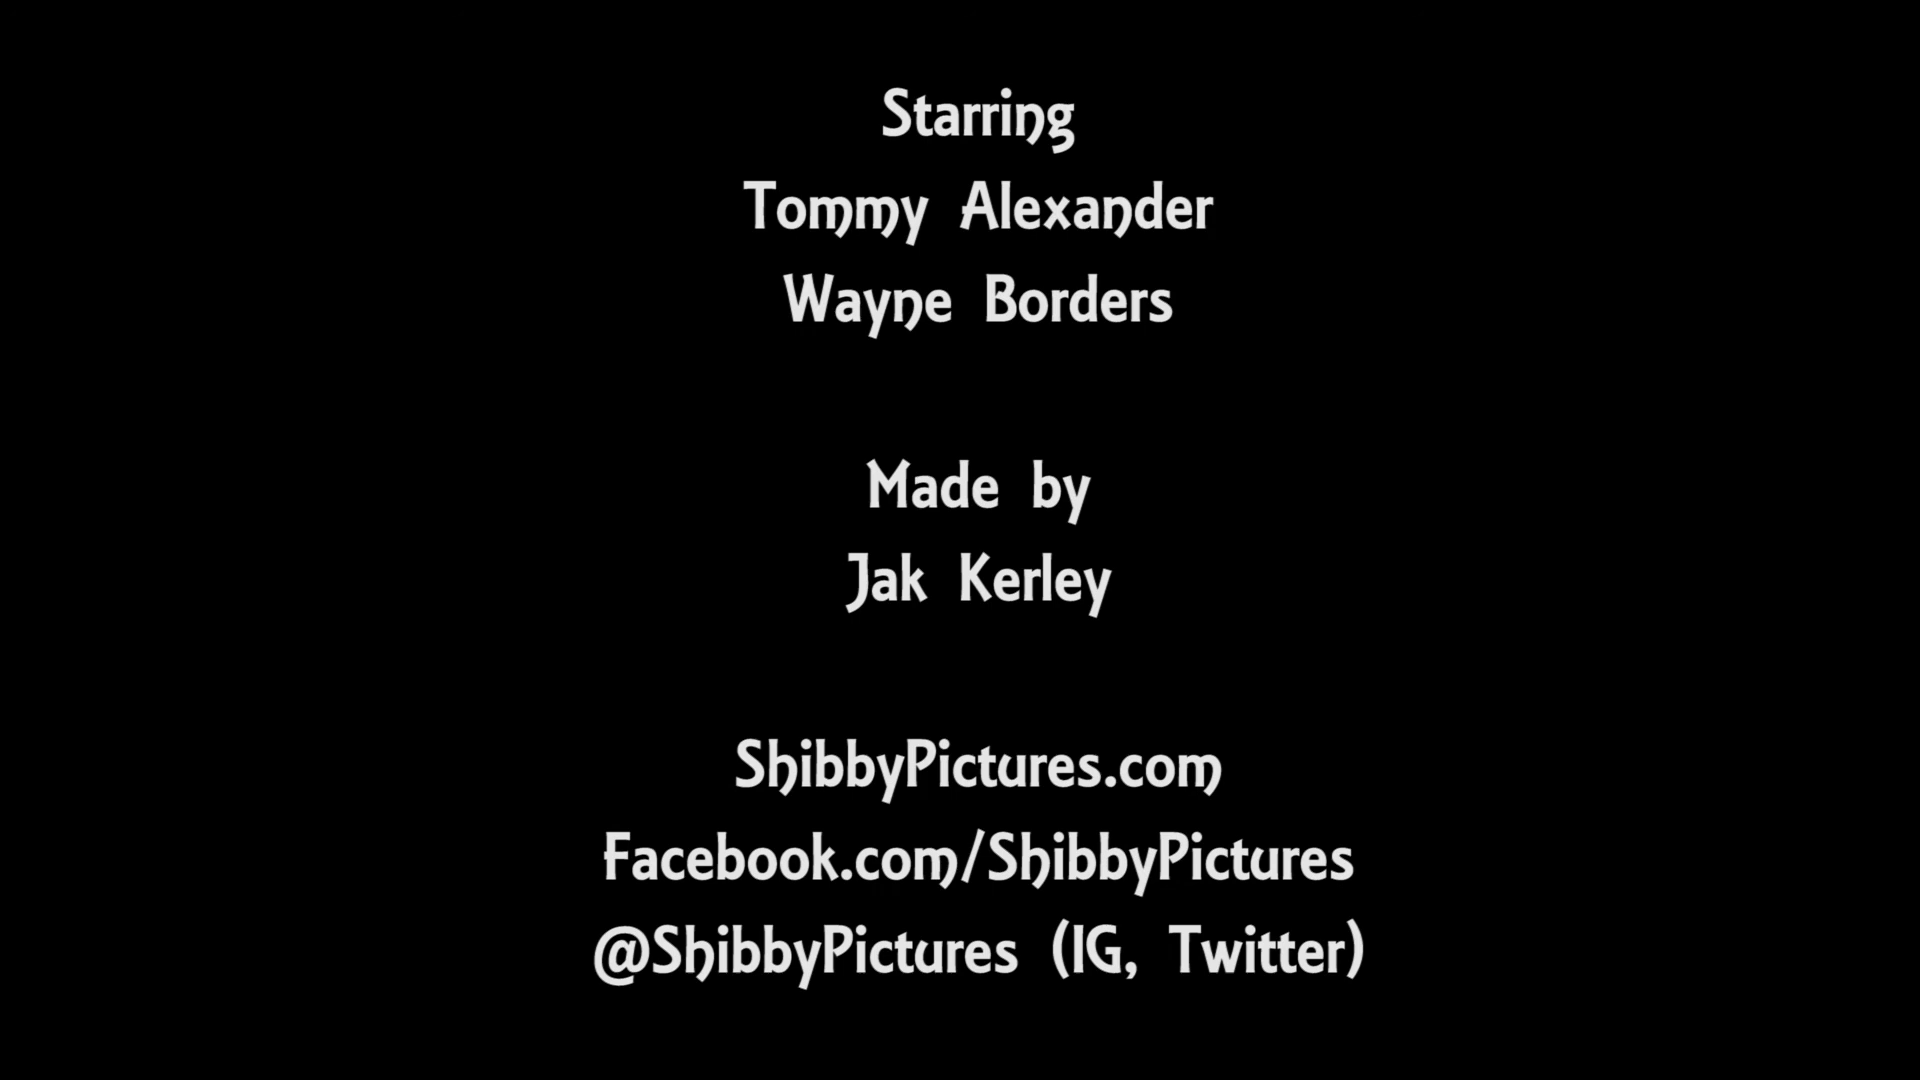 Starring
Tommy Alexander
Wayne Borders
Made by
Jak Kerley
ShibbyPictures.com
Facebook.com/ShibbyPictures
@ShibbyPictures (IG, Twitter)